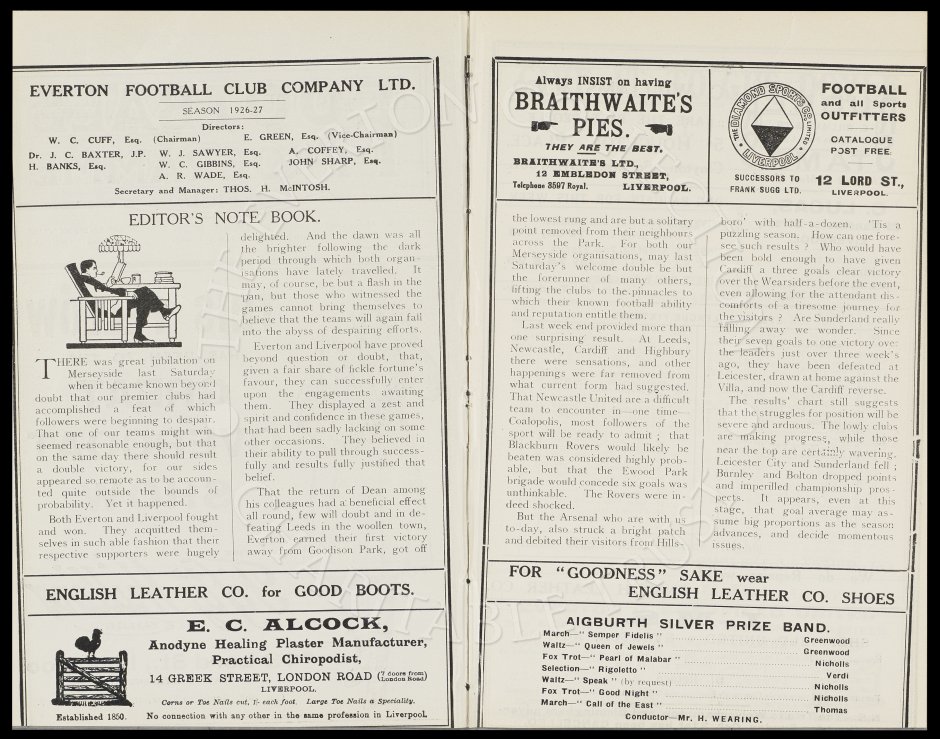 EVERTON FOOTBALL CLUB COMPANY LTD.
SEASON 1926-27
Directors:
W. C. CUFF, Esq. (Chairman) E. GREEN, Esq. (Vice-Chairman)
Dr. J. C. BAXTER, J.P. W. J. SAWYER, Esq. A. COFFEY, Esq.
H. BANKS, Esq. W. C. GIBBINS, Esq. JOHN SHARP, Esq.
A. R. WADE, Esq.
Secretary and Manager: THOS. H. McINTOSH.
EDITOR'S NOTE BOOK.
THERE was great jubilation on
Merseyside last Saturday
when it became known beyond
doubt that our premier clubs had
accomplished a feat of which
followers were beginning to despair.
That one of our teams might win
seemed reasonable enough, but that
on the same day there should result
a double victory, for our sides
appeared so remote as to be accoun-
ted quite outside the bounds of
probability. Yet it happened.
Both Everton and Liverpool fought
and won. They acquitted them-
selves in such able fashion that their
respective supporters were hugely
delighted. And the dawn was all
the brighter following the dark
period through which both organ-
isations have lately travelled. It
may, of course, be but a flash in the
pan, but those who witnessed the
games cannot bring themselves to
believe that the teams will again fall
into the abyss of despairing efforts.
Everton and Liverpool have proved
beyond question or doubt, that,
given a fair share of fickle fortune's
favour, they can successfully enter
upon the engagements awaiting
them. They displayed a zest and
spirit and confidence in these games,
that had been sadly lacking on some
other occasions. They believed in
their ability to pull through success-
fully and results fully justified that
belief.
That the return of Dean among
his colleagues had a beneficial effect
all round, few will doubt and in de-
feating Leeds in the woollen town,
Everton earned their first victory
away from Goodison Park, got off
ENGLISH LEATHER CO. for GOOD BOOTS.
E. C. ALCOCK,
Anodyne Healing Plaster Manufacturer,
Practical Chiropodist,
14 GREEK STREET, LONDON ROAD (7 doors from London Road)
LIVERPOOL.
Corns or Toe Nails cut, 1/- each foot. Large Toe Nails a Speciality.
Established 1850. No connection with any other in the same profession in Liverpool
Always INSIST on having
BRAITHWAITE'S
PIES.
THEY ARE THE BEST.
BRAITHWAITE'S LTD.,
12 EMBLEDON STREET,
Telephone 3597 Royal. LIVERPOOL.
THE DIAMOND SPORTS CO. LIMITED
LIVERPOOL
SUCCESSORS TO
FRANK SUGG LTD.
FOOTBALL
and all Sports
OUTFITTERS
CATALOGUE
POST FREE
12 LORD ST.,
LIVERPOOL.
the lowest rung and are but a solitary
point removed from their neighbours
across the Park. For both our
Merseyside organisations, may last
Saturday's welcome double be but
the forerunner of many others,
lifting the clubs to the pinnacles to
which their known football ability
and reputation entitle them.
Last week end provided more than
one surprising result. At Leeds,
Newcastle, Cardiff and Highbury
there were sensations, and other
happenings were far removed from
what current form had suggested.
That Newcastle United are a difficult
team to encounter in—one time—
Coalopolis, most followers of the
sport will be ready to admit; that
Blackburn Rovers would likely be
beaten was considered highly prob-
able, but that the Ewood Park
brigade would concede six goals was
unthinkable. The Rovers were in-
deed shocked.
But the Arsenal who are with us
to-day, also struck a bright patch
and debited their visitors from Hills-
boro' with half-a-dozen. 'Tis a
puzzling season. How can one fore-
see such results? Who would have
been bold enough to have given
Cardiff a three goals clear victory
over the Wearsiders before the event,
even allowing for the attendant dis-
comforts of a tiresome journey for
the visitors? Are Sunderland really
falling away we wonder. Since
their seven goals to one victory over
the leaders just over three week's
ago, they have been defeated at
Leicester, drawn at home against the
Villa, and now the Cardiff reverse.
The results' chart still suggests
that the struggles for position will be
severe and arduous. The lowly clubs
are making progress, while those
near the top are certainly wavering.
Leicester City and Sunderland fell;
Burnley and Bolton dropped points
and imperilled championship pros-
pects. It appears, even at this
stage, that goal average may as-
sume big proportions as the season
advances, and decide momentous
issues.
FOR "GOODNESS" SAKE wear
ENGLISH LEATHER CO. SHOES
AIGBURTH SILVER PRIZE BAND.
March—"Semper Fidelis" Greenwood
Waltz—"Queen of Jewels" Greenwood
Fox Trot—"Pearl of Malabar" Nicholls
Selection—"Rigoletto" Verdi
Waltz—"Speak" (by request) Nicholls
Fox Trot—"Good Night" Nicholls
March—"Call of the East" Thomas
Conductor—Mr. H. WEARING.